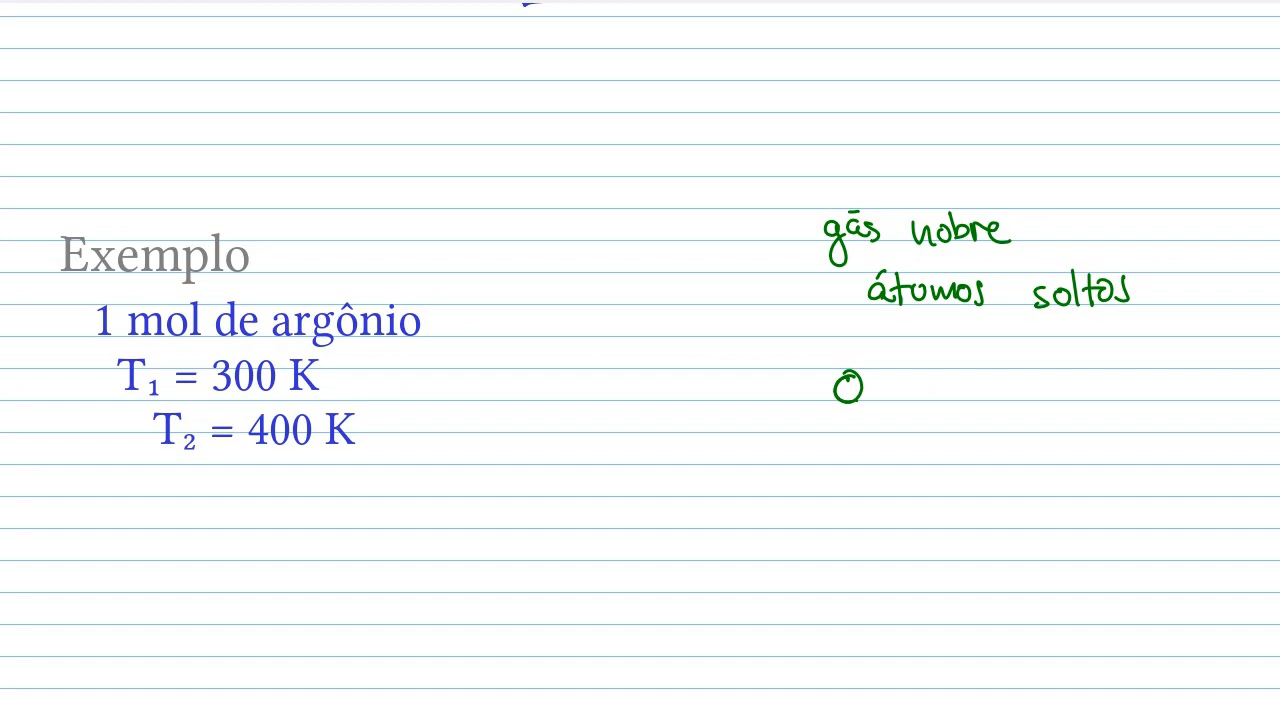 Exemplo
1 mol de argônio
T₁ = 300 K
T₂ = 400 K
gás nobre
átomos soltos